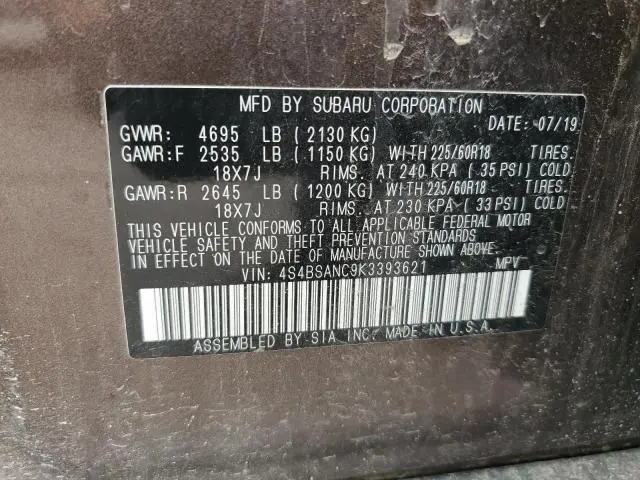 MFD BY SUBARU CORPORATION
DATE: 07/19
GVWR: 4695 LB (2130 KG)
GAWR:F 2535 LB (1150 KG) WITH 225/60R18 TIRES.
18X7J RIMS. AT 240 KPA (35 PSI) COLD
GAWR:R 2645 LB (1200 KG) WITH 225/60R18 TIRES.
18X7J RIMS. AT 230 KPA (33 PSI) COLD
THIS VEHICLE CONFORMS TO ALL APPLICABLE FEDERAL MOTOR
VEHICLE SAFETY AND THEFT PREVENTION STANDARDS
IN EFFECT ON THE DATE OF MANUFACTURE SHOWN ABOVE.
VIN: 4S4BSANC9K3393621 MPV
ASSEMBLED BY SIA INC. MADE IN U.S.A.